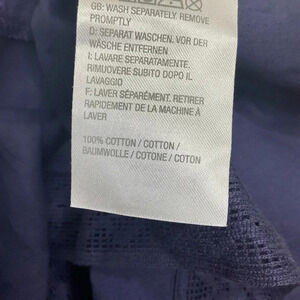 GB: WASH SEPARATELY. REMOVE
PROMPTLY
D: SEPARAT WASCHEN. VOR DER
WÄSCHE ENTFERNEN
I: LAVARE SEPARATAMENTE.
RIMUOVERE SUBITO DOPO IL
LAVAGGIO
F: LAVER SÉPARÉMENT. RETIRER
RAPIDEMENT DE LA MACHINE À
LAVER
100% COTTON / COTTON /
BAUMWOLLE / COTONE / COTON